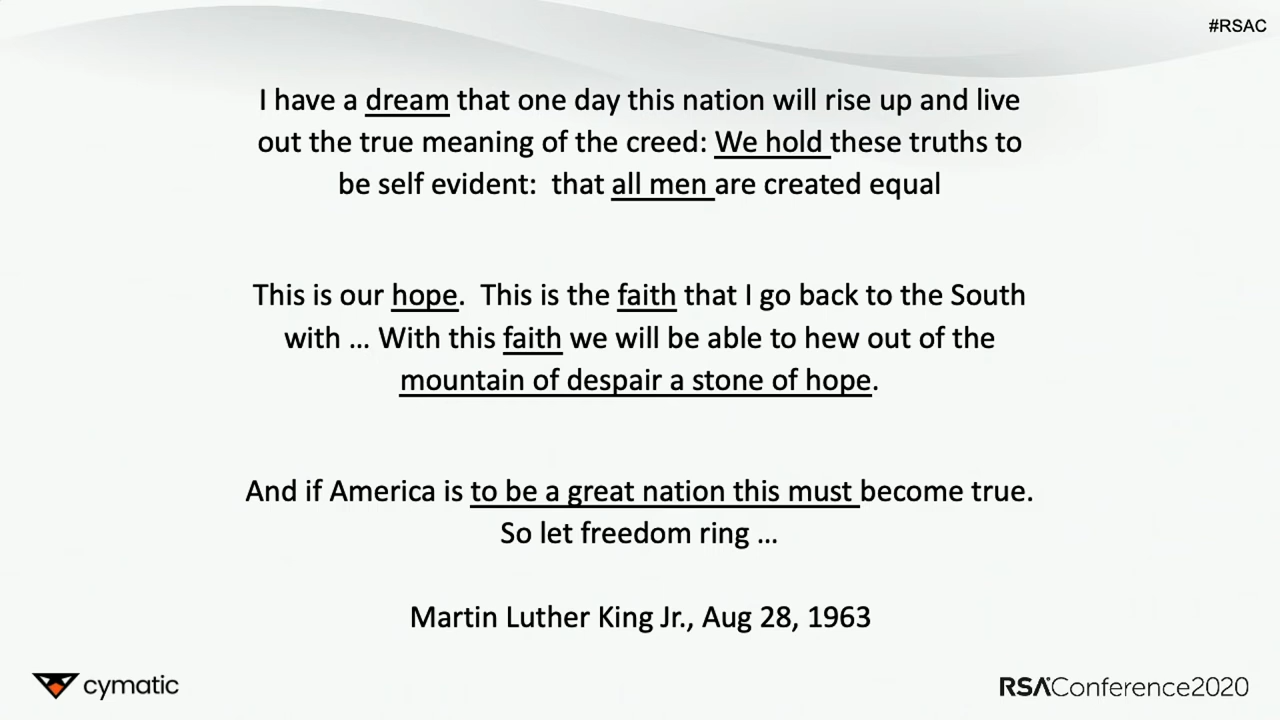 #RSAC
I have a dream that one day this nation will rise up and live
out the true meaning of the creed: We hold these truths to
be self evident:  that all men are created equal
This is our hope.  This is the faith that I go back to the South
with ... With this faith we will be able to hew out of the
mountain of despair a stone of hope.
And if America is to be a great nation this must become true.
So let freedom ring ...
Martin Luther King Jr., Aug 28, 1963
cymatic
RSAConference2020